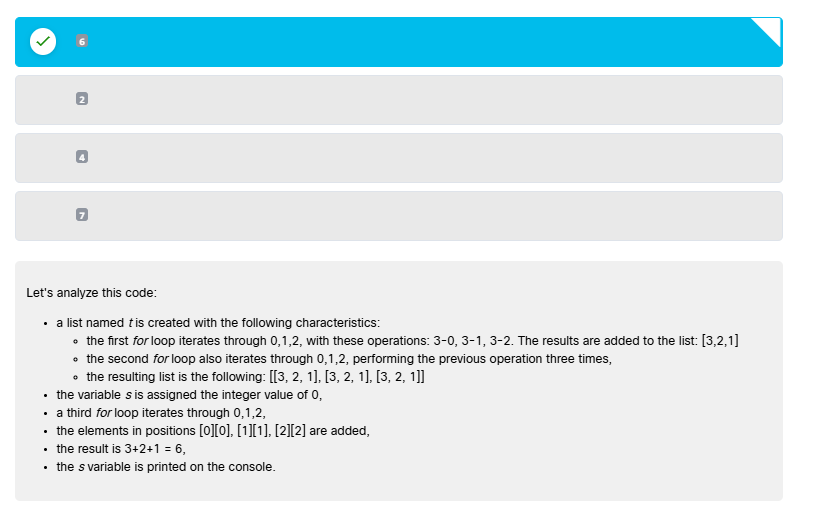 6
2
4
7
Let's analyze this code:
• a list named t is created with the following characteristics:
◦ the first for loop iterates through 0,1,2, with these operations: 3-0, 3-1, 3-2. The results are added to the list: [3,2,1]
◦ the second for loop also iterates through 0,1,2, performing the previous operation three times,
◦ the resulting list is the following: [[3, 2, 1], [3, 2, 1], [3, 2, 1]]
• the variable s is assigned the integer value of 0,
• a third for loop iterates through 0,1,2,
• the elements in positions [0][0], [1][1], [2][2] are added,
• the result is 3+2+1 = 6,
• the s variable is printed on the console.